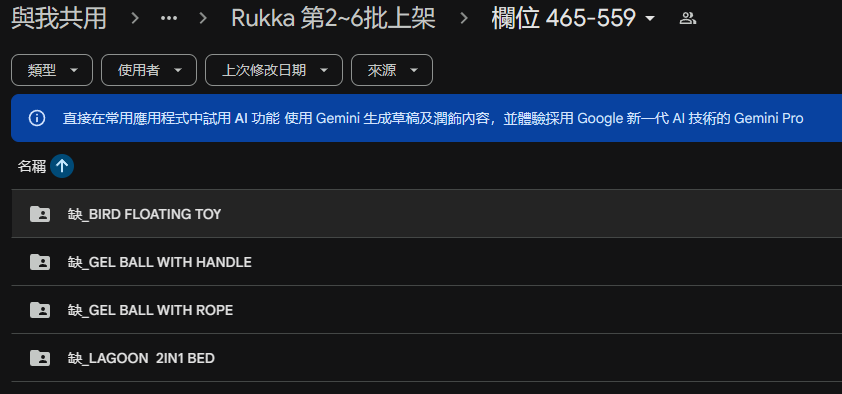 與我共用 > ... > Rukka 第2~6批上架 > 欄位 465-559
類型 使用者 上次修改日期 來源
直接在常用應用程式中試用 AI 功能 使用 Gemini 生成草稿及潤飾內容，並體驗採用 Google 新一代 AI 技術的 Gemini Pro
名稱
缺_BIRD FLOATING TOY
缺_GEL BALL WITH HANDLE
缺_GEL BALL WITH ROPE
缺_LAGOON  2IN1 BED